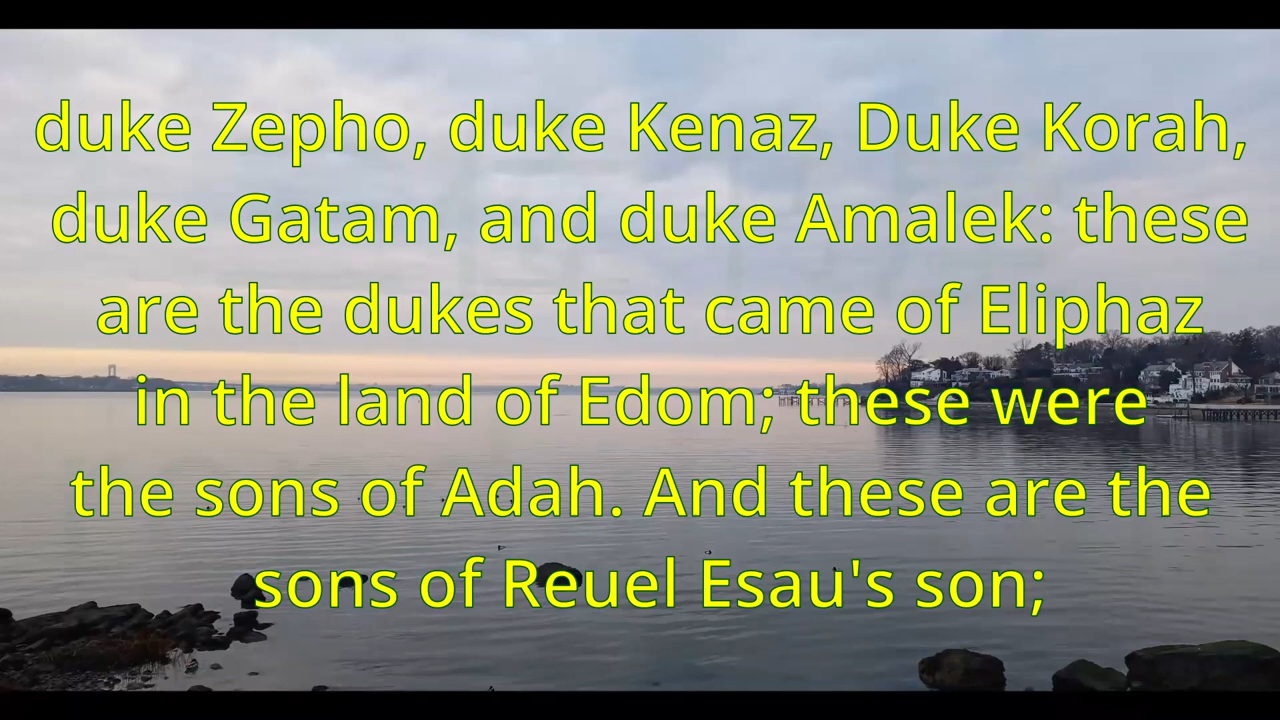 duke Zepho, duke Kenaz, Duke Korah,
duke Gatam, and duke Amalek: these
are the dukes that came of Eliphaz
in the land of Edom; these were
the sons of Adah. And these are the
sons of Reuel Esau's son;